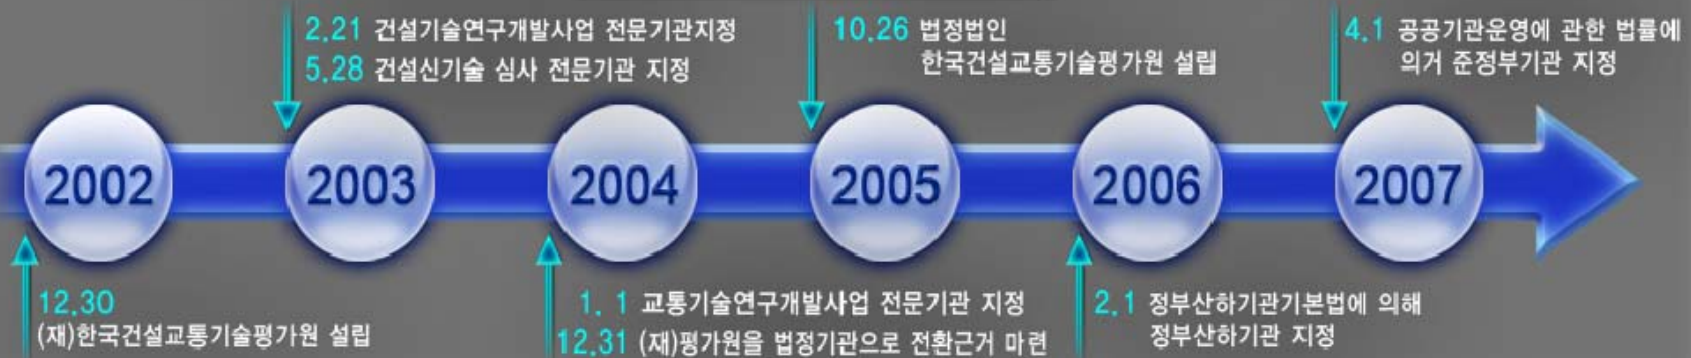 2.21 건설기술연구개발사업 전문기관지정
5.28 건설신기술 심사 전문기관 지정
10.26 법정법인
한국건설교통기술평가원 설립
4.1 공공기관운영에 관한 법률에
의거 준정부기관 지정
2002
2003
2004
2005
2006
2007
12.30
(재)한국건설교통기술평가원 설립
1. 1 교통기술연구개발사업 전문기관 지정
12.31 (재)평가원을 법정기관으로 전환근거 마련
2.1 정부산하기관기본법에 의해
정부산하기관 지정